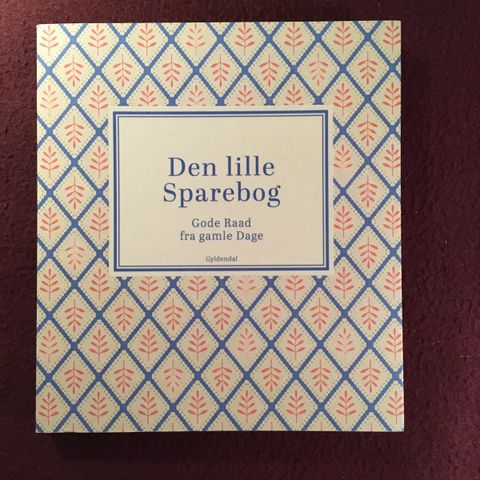 Den lille
Sparebog
Gode Raad
fra gamle Dage
Gyldendal